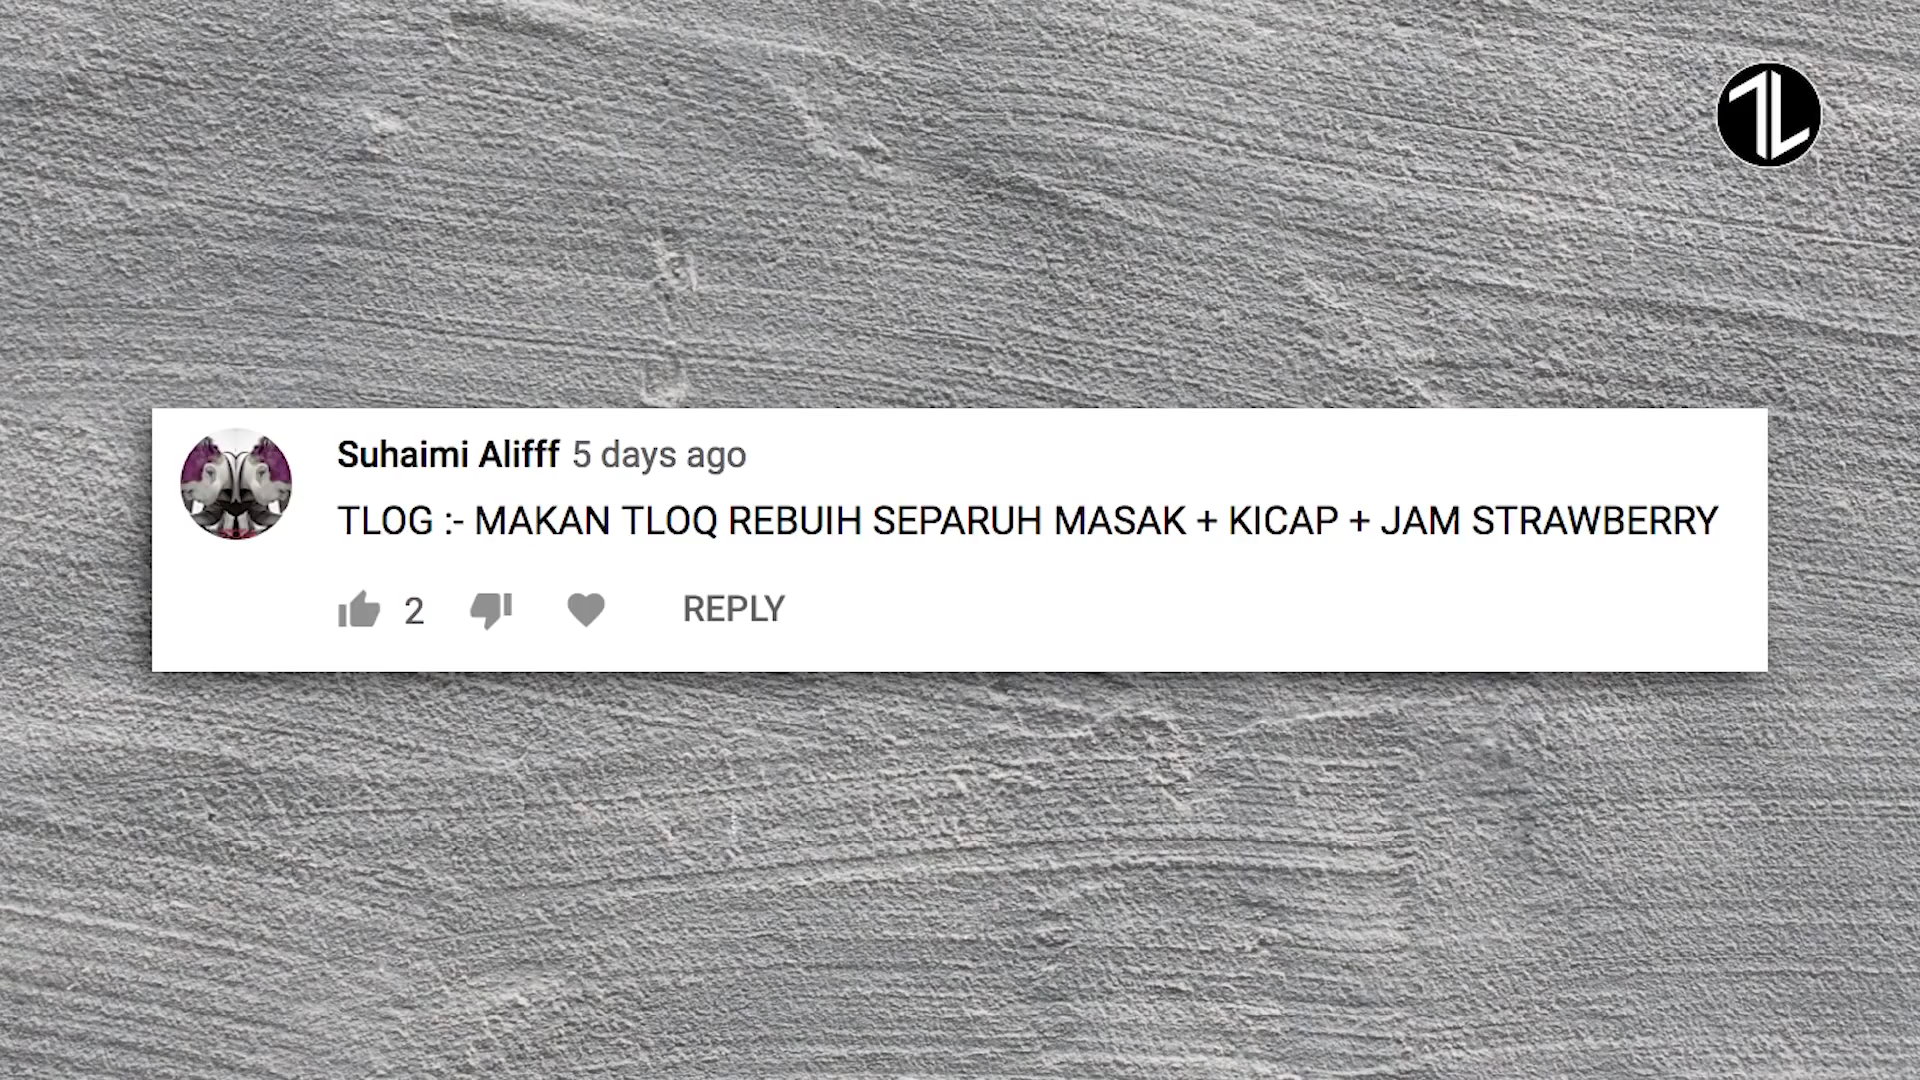 Suhaimi Alifff 5 days ago
TLOG :- MAKAN TLOQ REBUIH SEPARUH MASAK + KICAP + JAM STRAWBERRY
2 REPLY